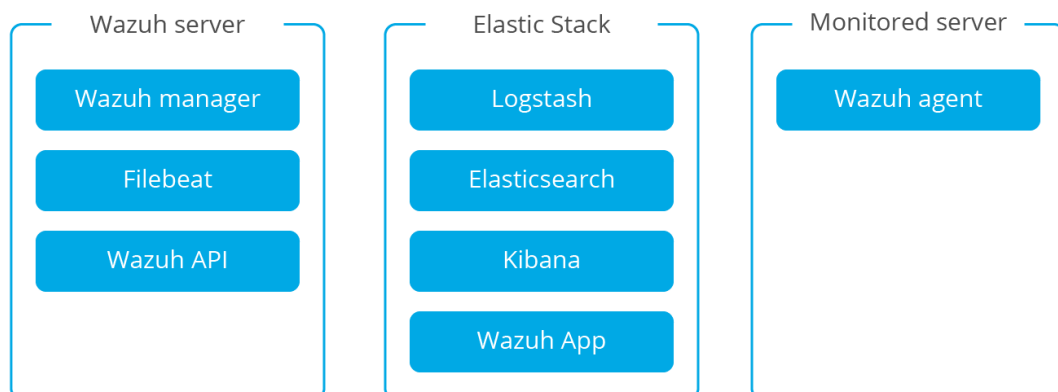 Wazuh server
Wazuh manager
Filebeat
Wazuh API
Elastic Stack
Logstash
Elasticsearch
Kibana
Wazuh App
Monitored server
Wazuh agent